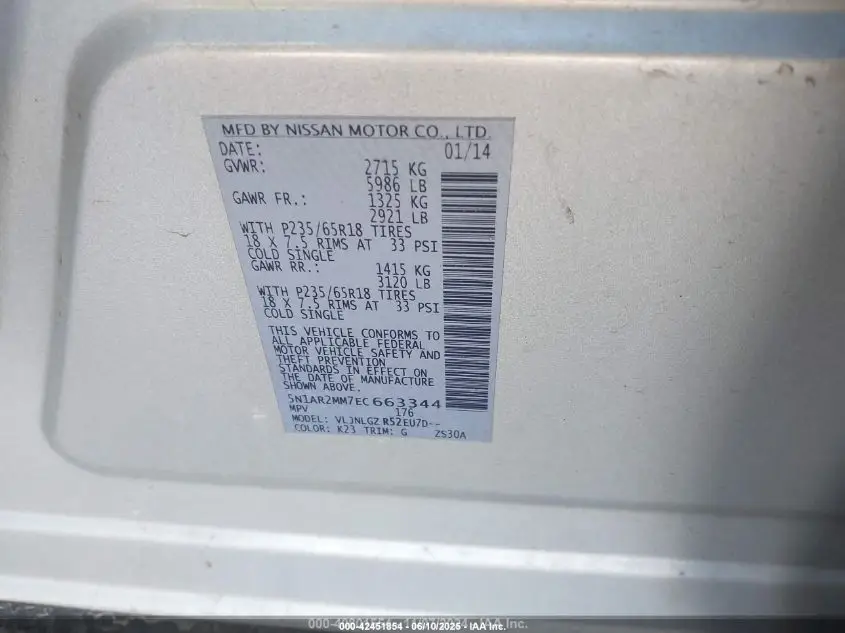 MFD BY NISSAN MOTOR CO., LTD.
DATE: 01/14
GVWR: 2715 KG
5986 LB
GAWR FR.: 1325 KG
2921 LB
WITH P235/65R18 TIRES
18 X 7.5 RIMS AT 33 PSI
COLD SINGLE
GAWR RR.: 1415 KG
3120 LB
WITH P235/65R18 TIRES
18 X 7.5 RIMS AT 33 PSI
COLD SINGLE
THIS VEHICLE CONFORMS TO
ALL APPLICABLE FEDERAL
MOTOR VEHICLE SAFETY AND
THEFT PREVENTION
STANDARDS IN EFFECT ON
THE DATE OF MANUFACTURE
SHOWN ABOVE.
5N1AR2MM7EC663344
MPV 176
MODEL: VLJNLGZ R52EU7D--
COLOR: K23 TRIM: G ZS30A
000-42451854 - 06/10/2025 - IAA Inc.